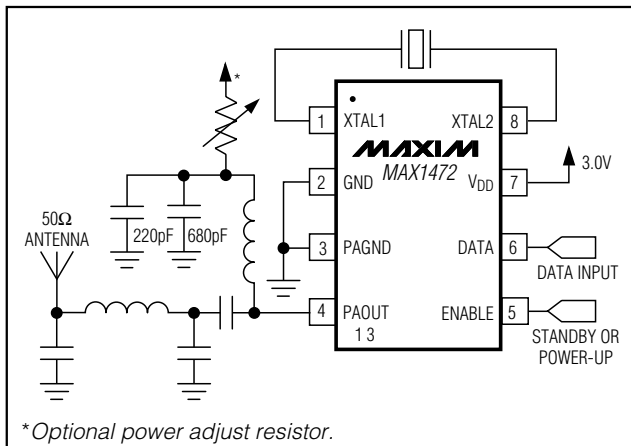 *
1 XTAL1 XTAL2 8
MAXIM
MAX1472
2 GND VDD 7 3.0V
50Ω
ANTENNA
220pF 680pF
3 PAGND DATA 6
DATA INPUT
4 PAOUT ENABLE 5
1 3
STANDBY OR
POWER-UP
*Optional power adjust resistor.